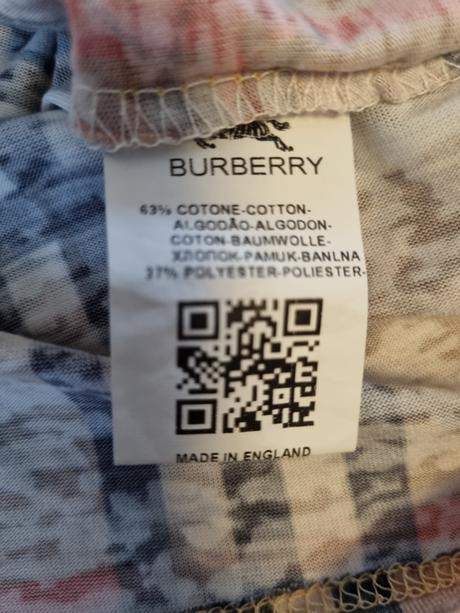 BURBERRY
63% COTONE-COTTON-
ALGODÃO-ALGODON-
COTON-BAUMWOLLE-
ХЛОПОК-PAMUK-BANLNA
37% POLYESTER-POLIESTER-
MADE IN ENGLAND